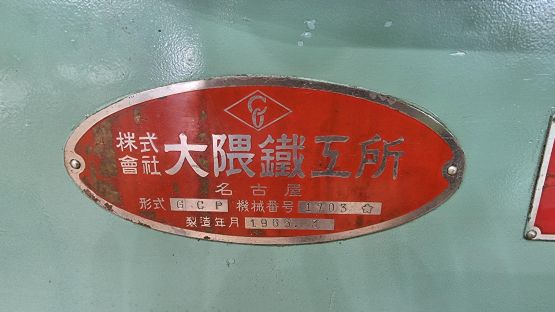 株式會社 大隈鐵工所
名古屋
形式 GCP 機械番号 1703
製造年月 1963.